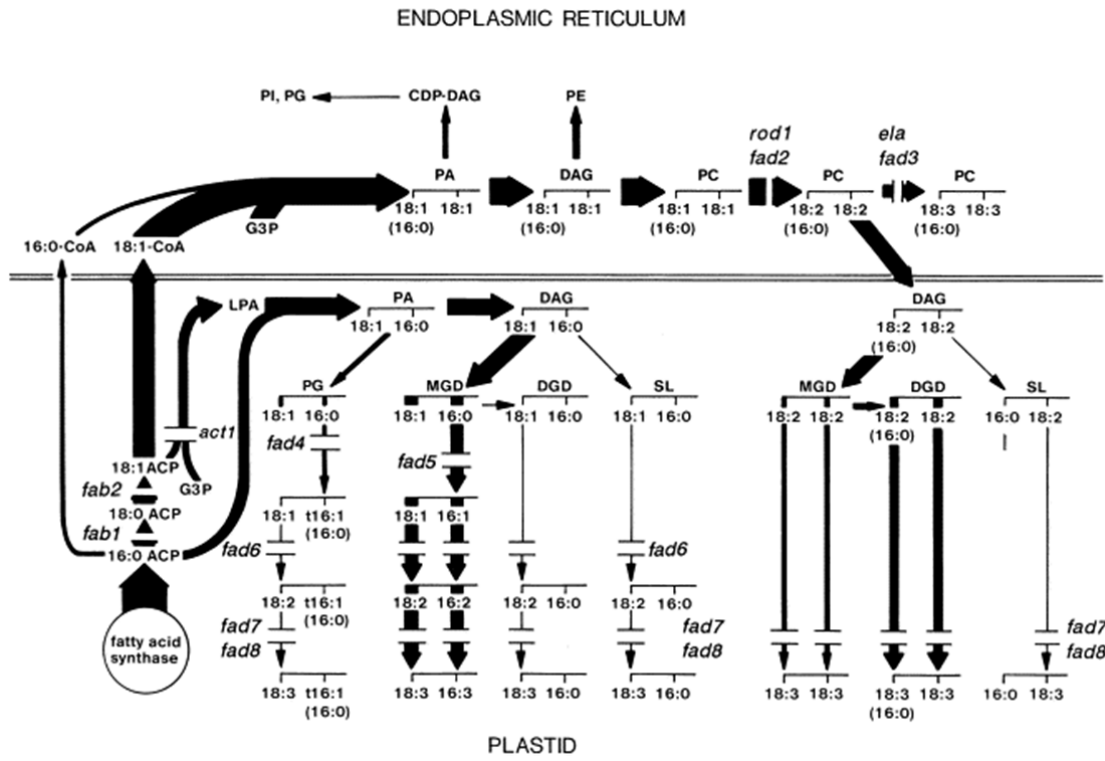 ENDOPLASMIC RETICULUM
PI, PG CDP-DAG PE
rod1 ela
fad2 fad3
PA DAG PC PC PC
18:1 18:1 18:1 18:1 18:1 18:1 18:2 18:2 18:3 18:3
(16:0) (16:0) (16:0) (16:0) (16:0)
G3P
16:0-CoA 18:1-CoA
LPA PA DAG DAG
18:1 16:0 18:1 16:0 18:2 18:2
(16:0)
PG MGD DGD SL MGD DGD SL
18:1 16:0 18:1 16:0 18:1 16:0 18:1 16:0 18:2 18:2 18:2 18:2 16:0 18:2
(16:0)
act1 fad4 fad5
18:1 ACP
fab2 G3P
18:0 ACP
18:1 t16:1 18:1 16:1
(16:0)
fab1
16:0 ACP
fad6 fad6
18:2 t16:1 18:2 16:2 18:2 16:0 18:2 16:0
(16:0)
fatty acid
synthase
fad7 fad7 fad7
fad8 fad8 fad8
18:3 t16:1 18:3 16:3 18:3 16:0 18:3 16:0 18:3 18:3 18:3 18:3 16:0 18:3
(16:0) (16:0)
PLASTID